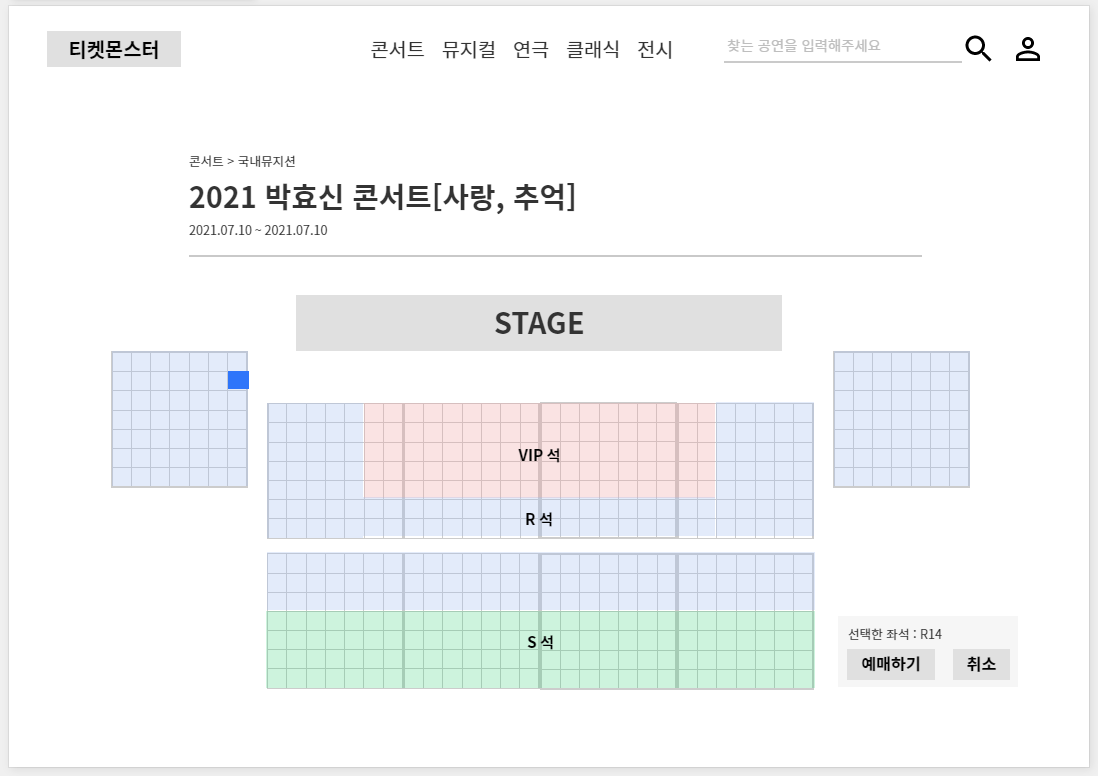 티켓몬스터
콘서트 뮤지컬 연극 클래식 전시
찾는 공연을 입력해주세요
콘서트 > 국내뮤지션
2021 박효신 콘서트[사랑, 추억]
2021.07.10 ~ 2021.07.10
STAGE
VIP 석
R 석
S 석
선택한 좌석 : R14
예매하기 취소